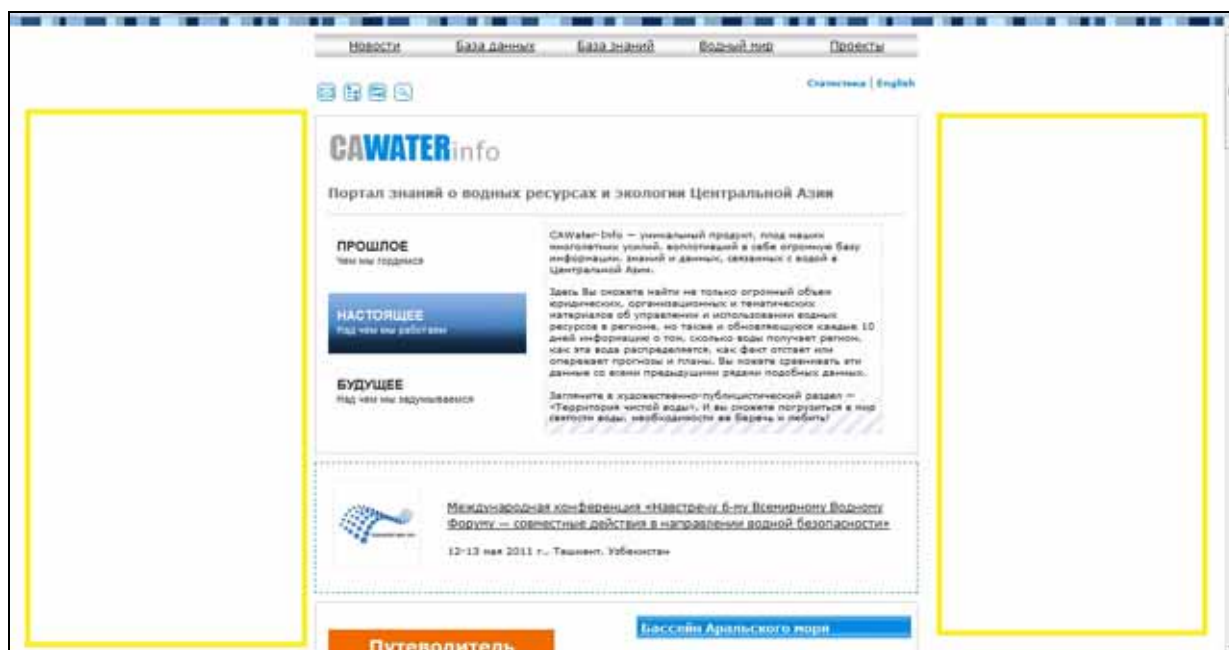 Новости База данных База знаний Водный мир Проекты
Статистика | English
CAWATERinfo
Портал знаний о водных ресурсах и экологии Центральной Азии
ПРОШЛОЕ
Чем мы гордимся
НАСТОЯЩЕЕ
Над чем мы работаем
БУДУЩЕЕ
Над чем мы задумываемся
CAWater-Info — уникальный продукт, плод наших
многолетних усилий, воплотивший в себе огромную базу
информации, знаний и данных, связанных с водой в
Центральной Азии.
Здесь Вы сможете найти не только огромный объем
юридических, организационных и тематических
материалов об управлении и использовании водных
ресурсов в регионе, но также и обновляющуюся каждые 10
дней информацию о том, сколько воды получает регион,
как эта вода распределяется, как факт отстает или
опережает прогнозы и планы. Вы можете сравнивать эти
данные со всеми предыдущими рядами подобных данных.
Загляните в художественно-публицистический раздел —
«Территория чистой воды». И вы сможете погрузиться в мир
святости воды, необходимости ее беречь и любить!
Международная конференция «Навстречу 6-му Всемирному Водному
Форуму — совместные действия в направлении водной безопасности»
12-13 мая 2011 г., Ташкент, Узбекистан
Путеводитель
Бассейн Аральского моря